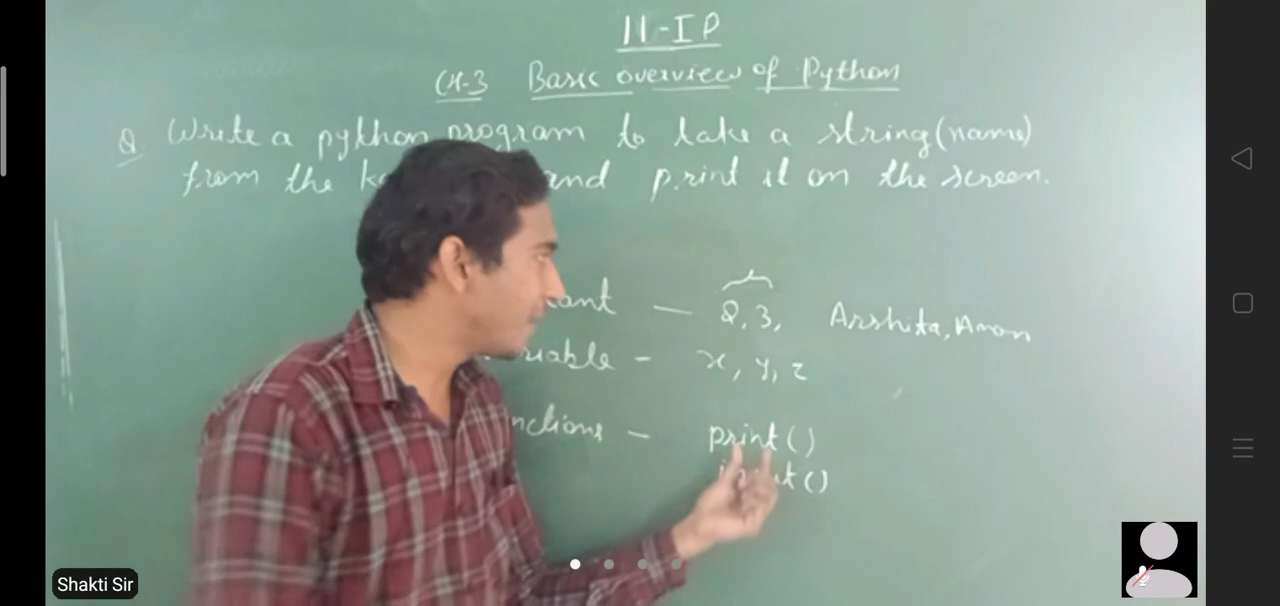 11-IP
CH-3 Basic overview of Python
Q Write a python program to take a string (name)
from the and print it on the screen.
— 2, 3, Arshita, Aman
- x, y, z
- print()
()
Shakti Sir